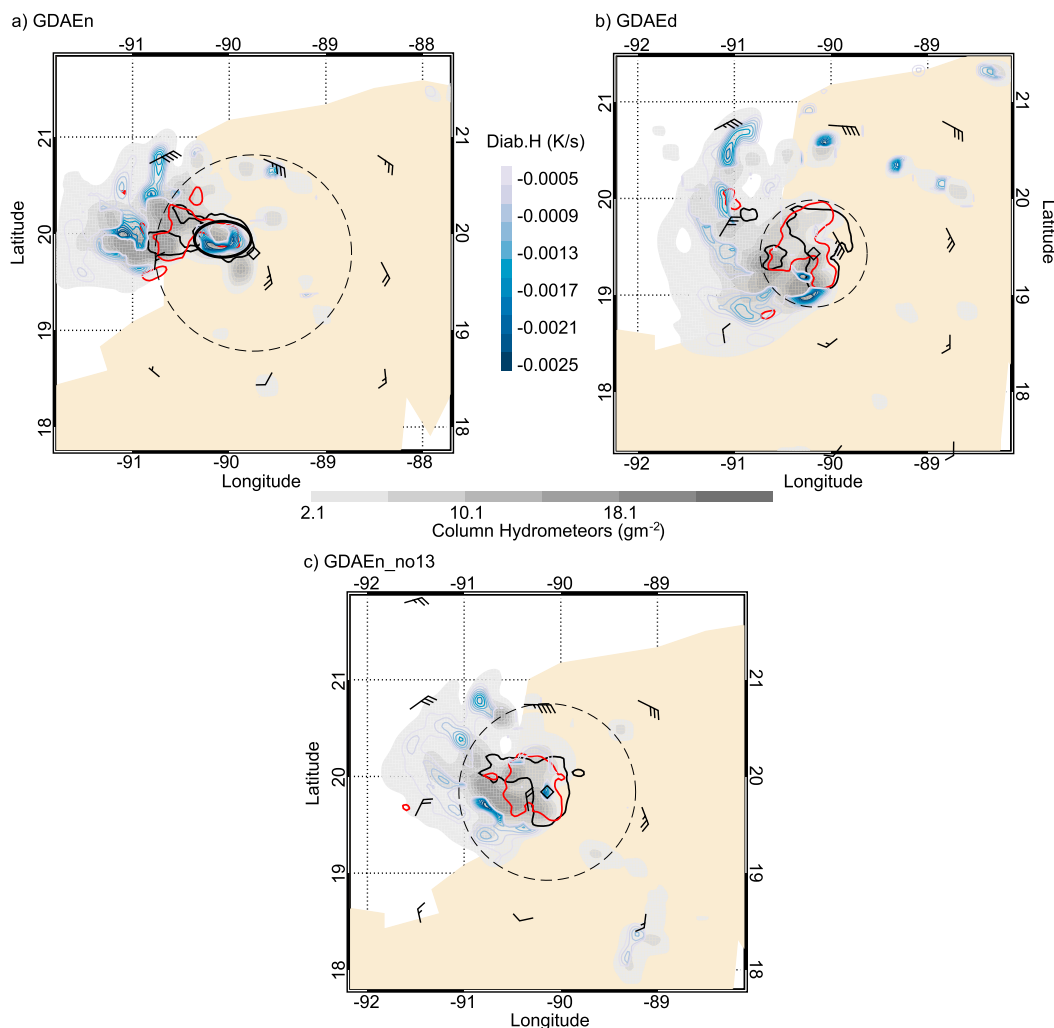 a) GDAEn
-91 -90 -89 -88
21
20
19
18
Latitude
21
20
19
18
-91 -90 -89 -88
Longitude
Diab.H (K/s)
-0.0005
-0.0009
-0.0013
-0.0017
-0.0021
-0.0025
b) GDAEd
-92 -91 -90 -89
21
20
19
18
Latitude
21
20
19
18
-92 -91 -90 -89
Longitude
2.1 10.1 18.1
Column Hydrometeors (gm⁻²)
c) GDAEn_no13
-92 -91 -90 -89
21
20
19
18
Latitude
21
20
19
18
-92 -91 -90 -89
Longitude